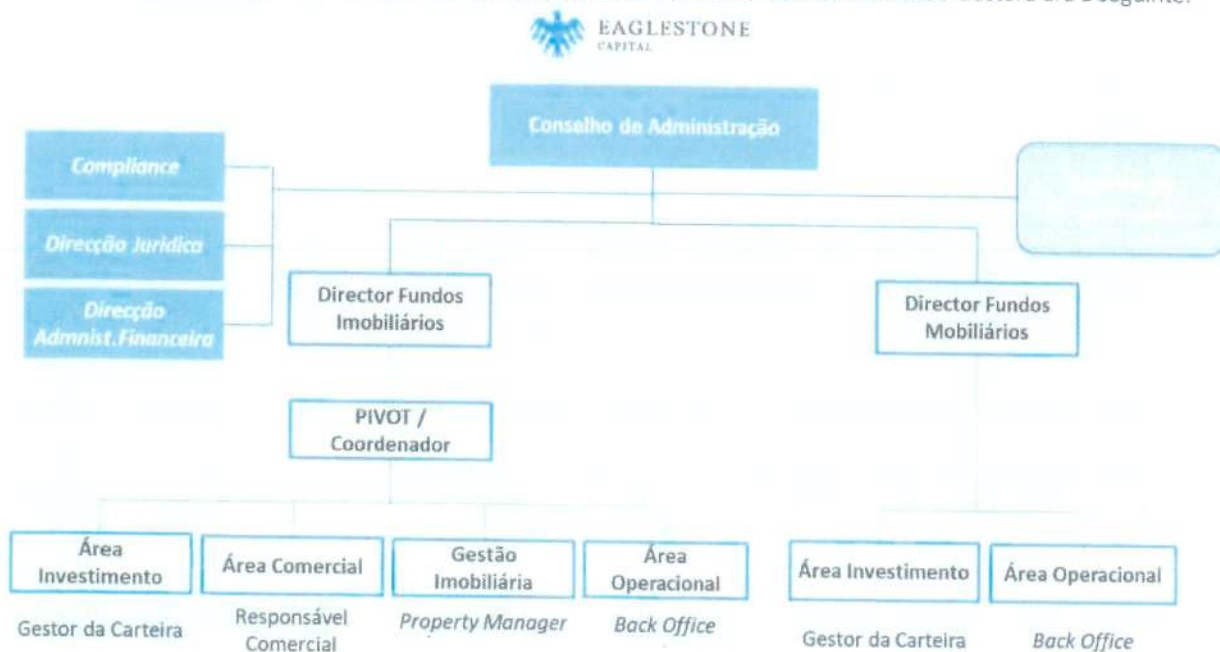 EAGLESTONE
CAPITAL
Conselho de Administração
Compliance
Direcção Jurídica
Direcção
Admnist.Financeira
Director Fundos
Imobiliários
Director Fundos
Mobiliários
PIVOT /
Coordenador
Área
Investimento
Área Comercial
Gestão
Imobiliária
Área
Operacional
Área Investimento
Área Operacional
Gestor da Carteira
Responsável
Comercial
Property Manager
Back Office
Gestor da Carteira
Back Office